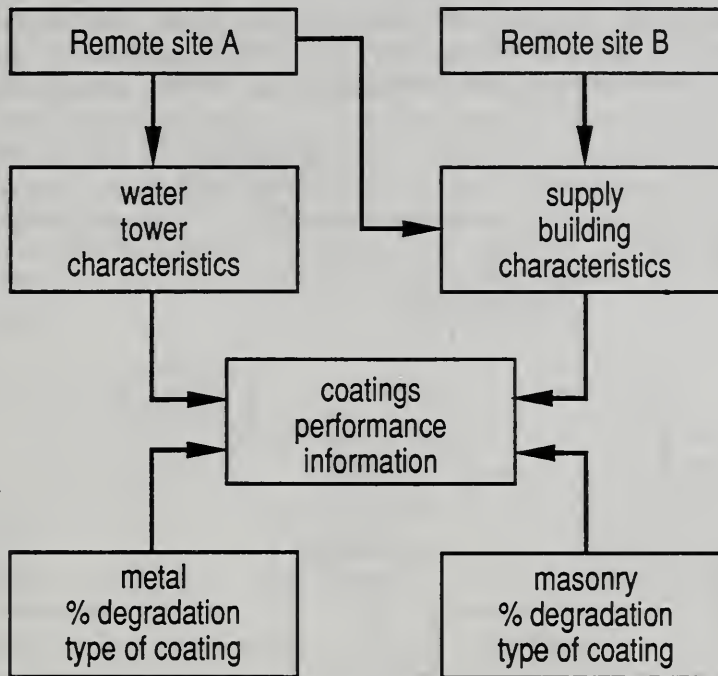 Remote site A
Remote site B
water
tower
characteristics
supply
building
characteristics
coatings
performance
information
metal
% degradation
type of coating
masonry
% degradation
type of coating